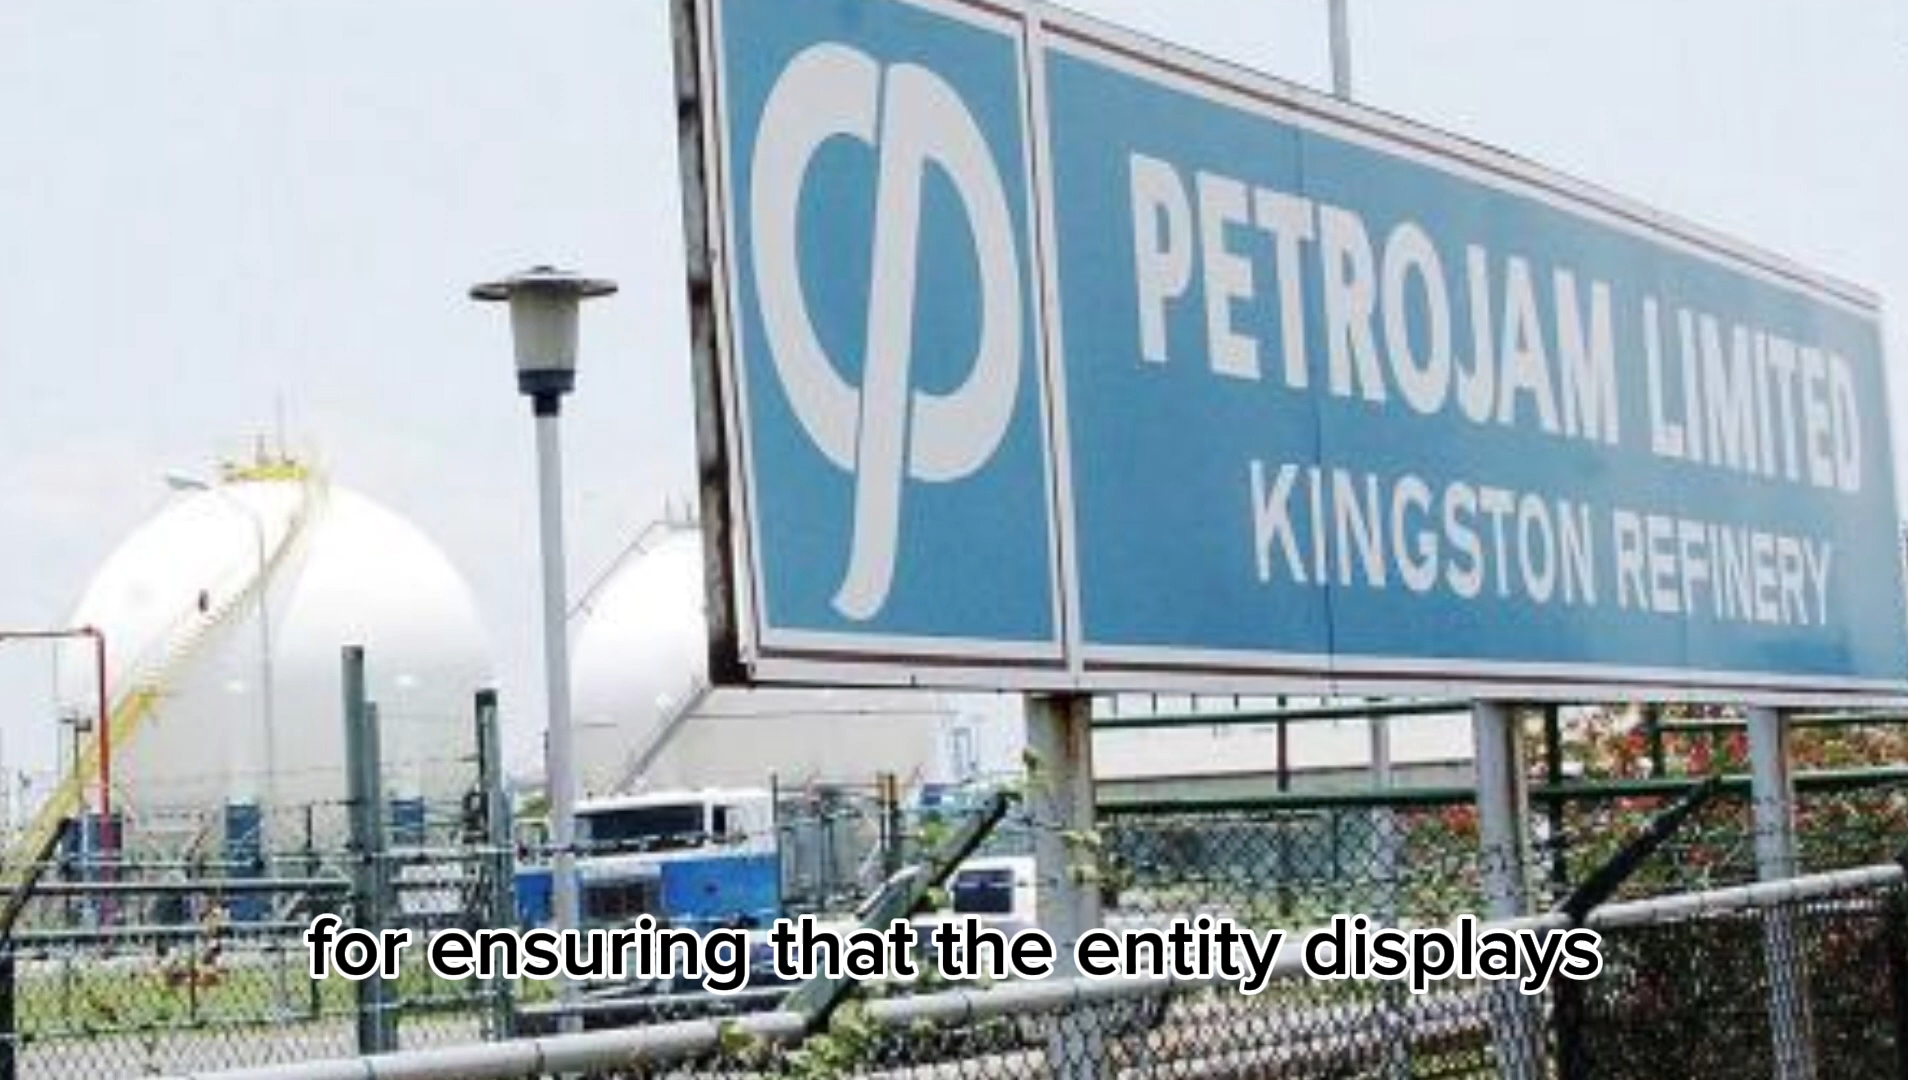 PETROJAM LIMITED
KINGSTON REFINERY
for ensuring that the entity displays